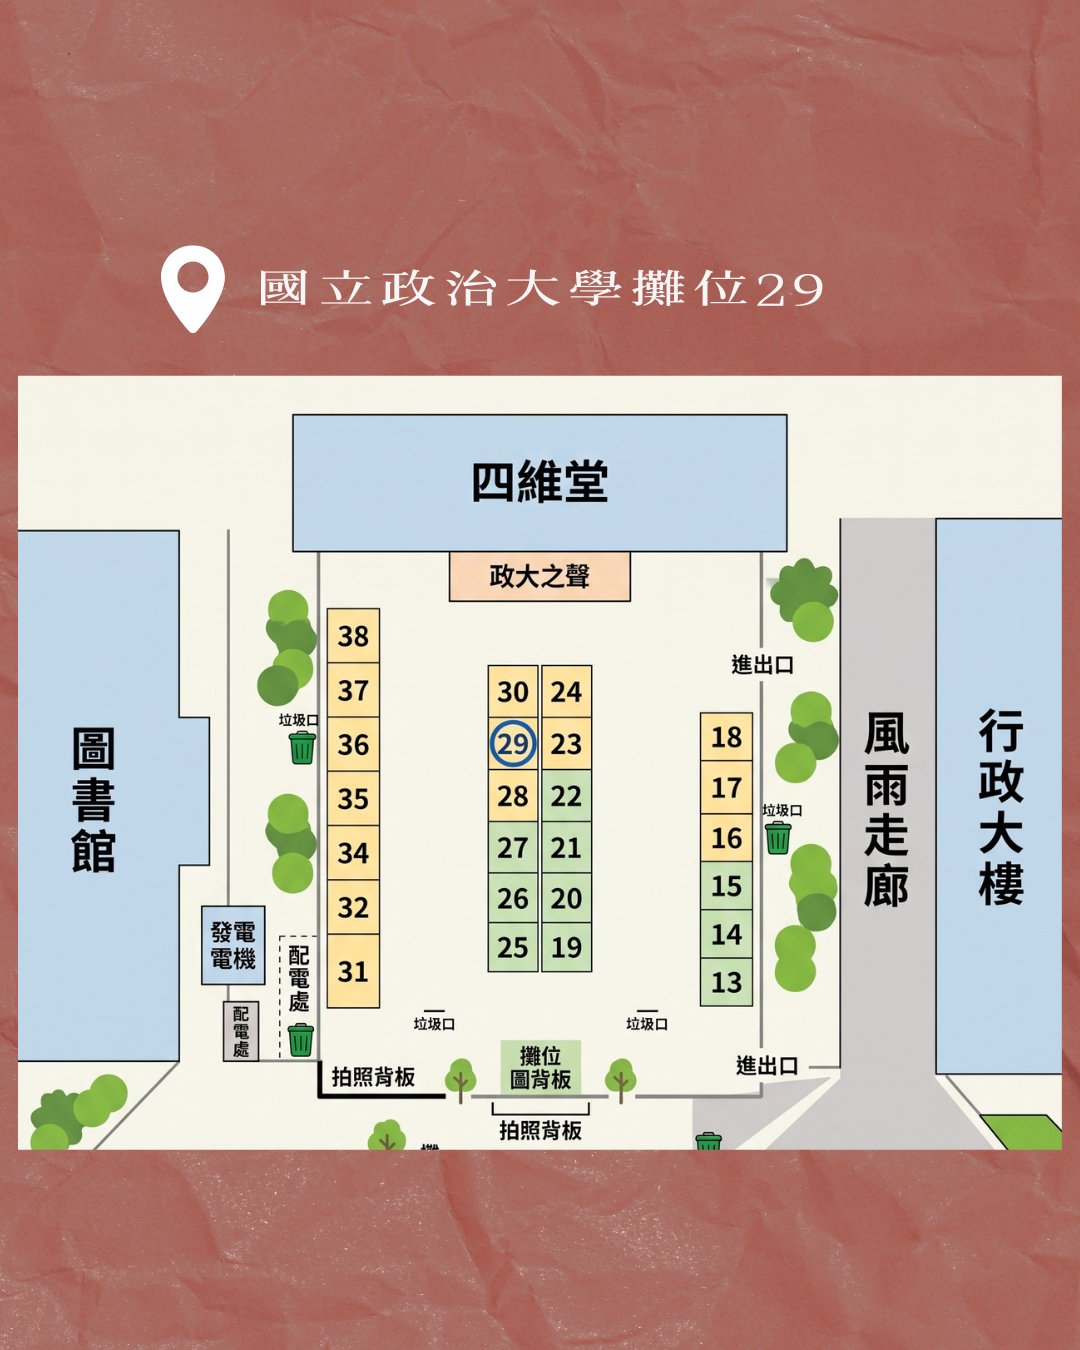 國立政治大學攤位29
四維堂
政大之聲
38
37
36
35
34
32
31
30
24
29
23
28
22
27
21
26
20
25
19
18
17
16
15
14
13
進出口
垃圾口
垃圾口
圖書館
風雨走廊
行政大樓
發電
電機
配電處
配電處
垃圾口
垃圾口
攤位
圖背板
拍照背板
拍照背板
進出口